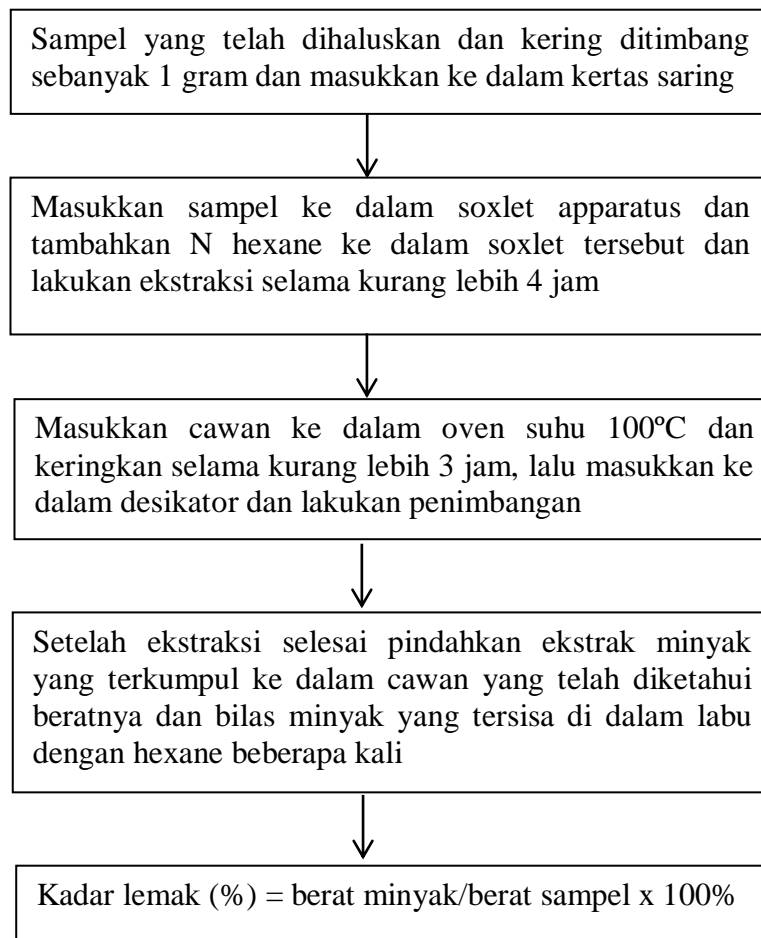 Sampel yang telah dihaluskan dan kering ditimbang
sebanyak 1 gram dan masukkan ke dalam kertas saring
Masukkan sampel ke dalam soxlet apparatus dan
tambahkan N hexane ke dalam soxlet tersebut dan
lakukan ekstraksi selama kurang lebih 4 jam
Masukkan cawan ke dalam oven suhu 100ºC dan
keringkan selama kurang lebih 3 jam, lalu masukkan ke
dalam desikator dan lakukan penimbangan
Setelah ekstraksi selesai pindahkan ekstrak minyak
yang terkumpul ke dalam cawan yang telah diketahui
beratnya dan bilas minyak yang tersisa di dalam labu
dengan hexane beberapa kali
Kadar lemak (%) = berat minyak/berat sampel x 100%